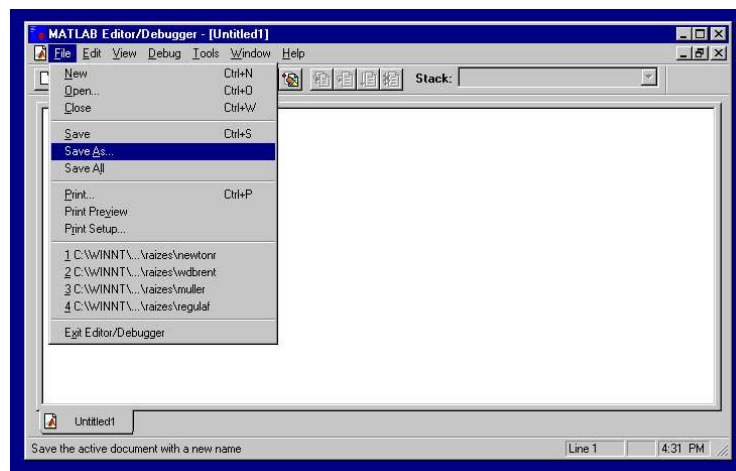 MATLAB Editor/Debugger - [Untitled1]
File Edit View Debug Tools Window Help
Stack:
New Ctrl+N
Open... Ctrl+O
Close Ctrl+W
Save Ctrl+S
Save As...
Save All
Print... Ctrl+P
Print Preview
Print Setup...
1 C:\WINNT\...\raizes\newtonr
2 C:\WINNT\...\raizes\wdbrent
3 C:\WINNT\...\raizes\muller
4 C:\WINNT\...\raizes\regulaf
Exit Editor/Debugger
Untitled1
Save the active document with a new name Line 1 4:31 PM